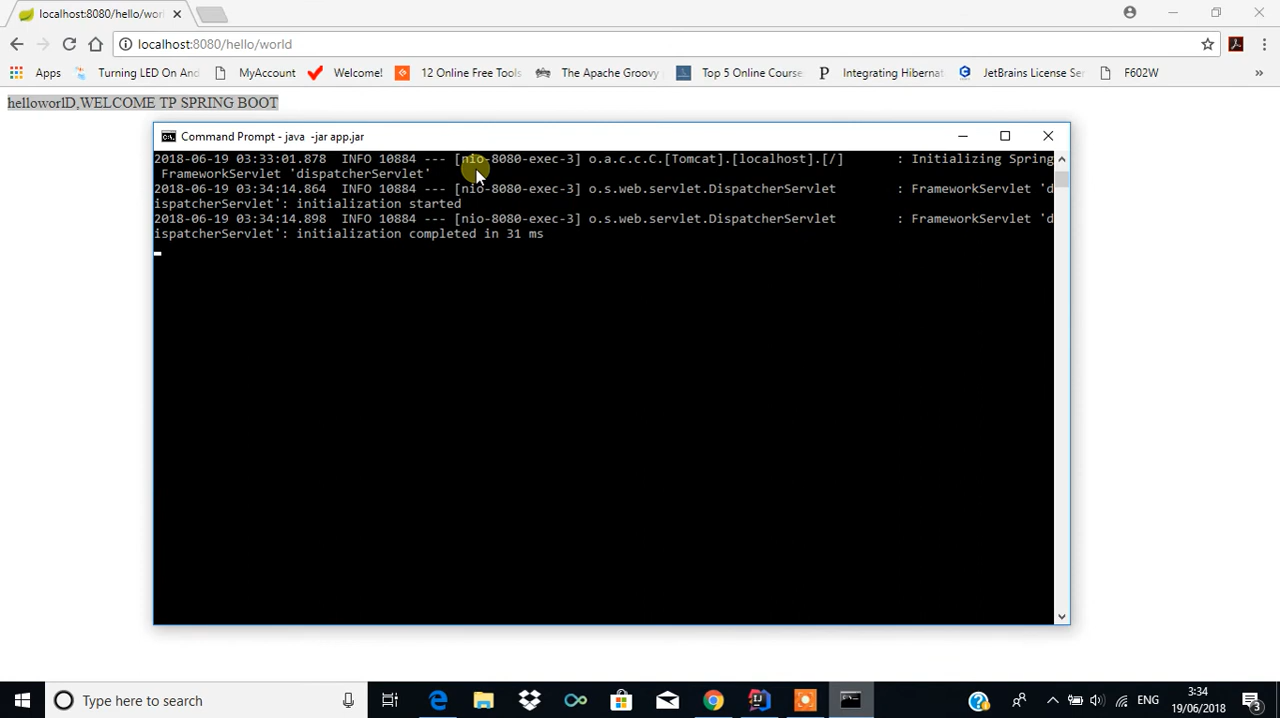 localhost:8080/hello/worl
localhost:8080/hello/world
Apps Turning LED On And MyAccount Welcome! 12 Online Free Tools The Apache Groovy Top 5 Online Course P Integrating Hibernat JetBrains License Ser F602W »
helloworlD,WELCOME TP SPRING BOOT
Command Prompt - java -jar app.jar
2018-06-19 03:33:01.878 INFO 10884 --- [nio-8080-exec-3] o.a.c.c.C.[Tomcat].[localhost].[/] : Initializing Spring
FrameworkServlet 'dispatcherServlet'
2018-06-19 03:34:14.864 INFO 10884 --- [nio-8080-exec-3] o.s.web.servlet.DispatcherServlet : FrameworkServlet 'd
ispatcherServlet': initialization started
2018-06-19 03:34:14.898 INFO 10884 --- [nio-8080-exec-3] o.s.web.servlet.DispatcherServlet : FrameworkServlet 'd
ispatcherServlet': initialization completed in 31 ms
Type here to search
ENG
3:34
19/06/2018
3